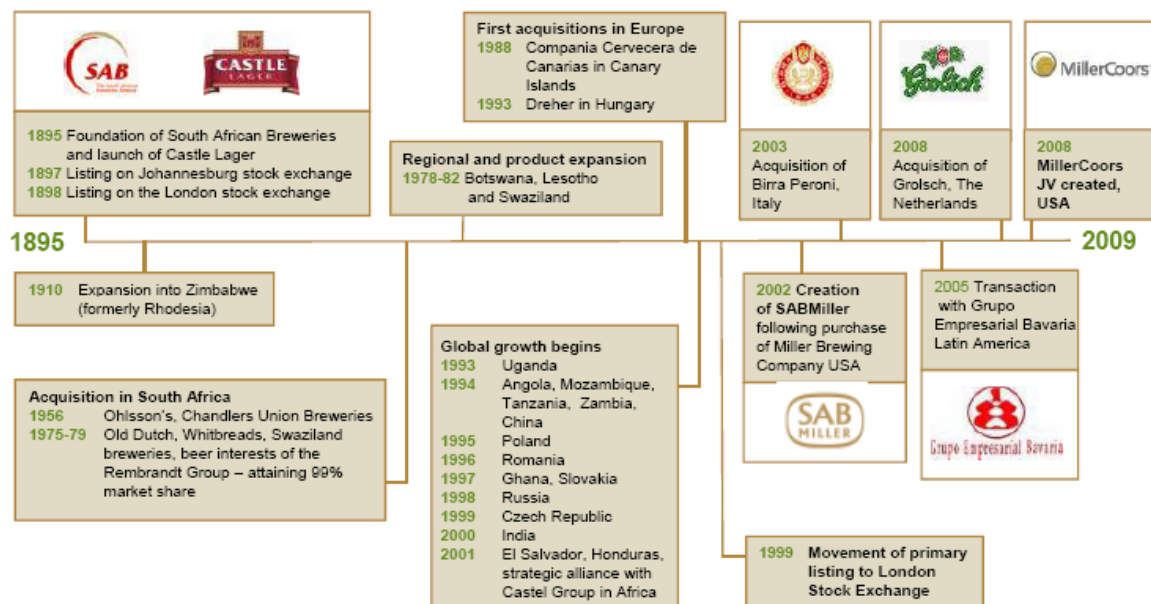 SAB
CASTLE
LAGER
1895 Foundation of South African Breweries
and launch of Castle Lager
1897 Listing on Johannesburg stock exchange
1898 Listing on the London stock exchange
First acquisitions in Europe
1988 Compania Cervecera de
Canarias in Canary
Islands
1993 Dreher in Hungary
Regional and product expansion
1978-82 Botswana, Lesotho
and Swaziland
2003
Acquisition of
Birra Peroni,
Italy
Grolsch
2008
Acquisition of
Grolsch, The
Netherlands
MillerCoors
2008
MillerCoors
JV created,
USA
1895
2009
1910 Expansion into Zimbabwe
(formerly Rhodesia)
Acquisition in South Africa
1956 Ohlsson's, Chandlers Union Breweries
1975-79 Old Dutch, Whitbreads, Swaziland
breweries, beer interests of the
Rembrandt Group – attaining 99%
market share
Global growth begins
1993 Uganda
1994 Angola, Mozambique,
Tanzania, Zambia,
China
1995 Poland
1996 Romania
1997 Ghana, Slovakia
1998 Russia
1999 Czech Republic
2000 India
2001 El Salvador, Honduras,
strategic alliance with
Castel Group in Africa
2002 Creation
of SABMiller
following purchase
of Miller Brewing
Company USA
SAB
MILLER
2005 Transaction
with Grupo
Empresarial Bavaria
Latin America
Grupo Empresarial Bavaria
1999 Movement of primary
listing to London
Stock Exchange